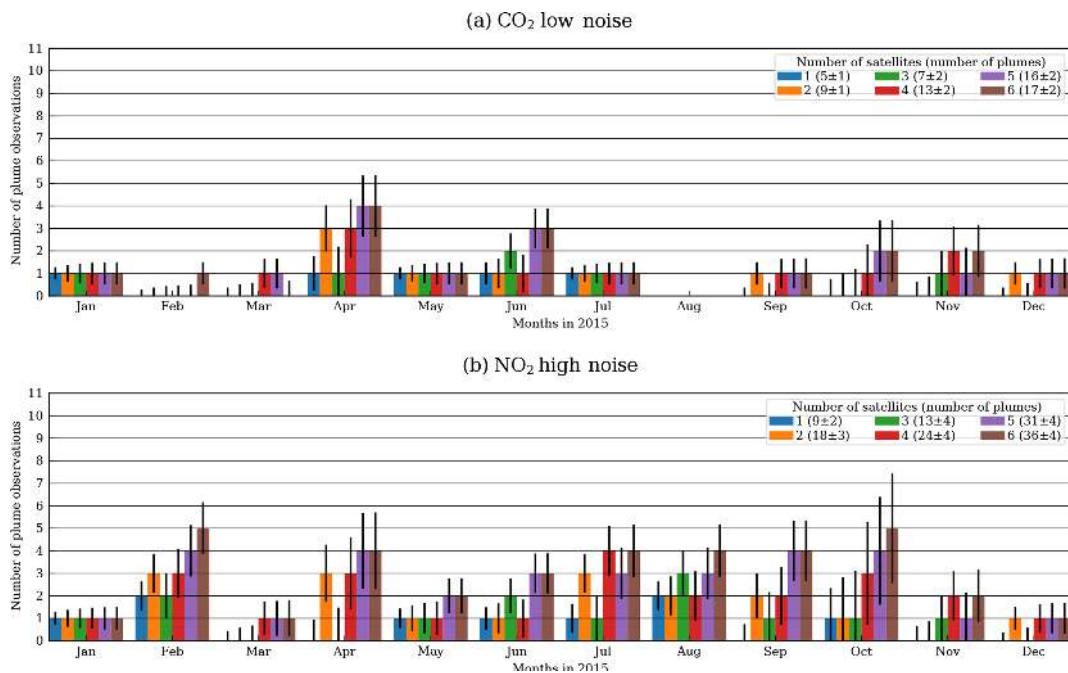 (a) CO₂ low noise
Number of plume observations
11
10
9
8
7
6
5
4
3
2
1
0
Number of satellites (number of plumes)
1 (5±1) 3 (7±2) 5 (16±2)
2 (9±1) 4 (13±2) 6 (17±2)
Jan Feb Mar Apr May Jun Jul Aug Sep Oct Nov Dec
Months in 2015
(b) NO₂ high noise
Number of plume observations
11
10
9
8
7
6
5
4
3
2
1
0
Number of satellites (number of plumes)
1 (9±2) 3 (13±4) 5 (31±4)
2 (18±3) 4 (24±4) 6 (36±4)
Jan Feb Mar Apr May Jun Jul Aug Sep Oct Nov Dec
Months in 2015